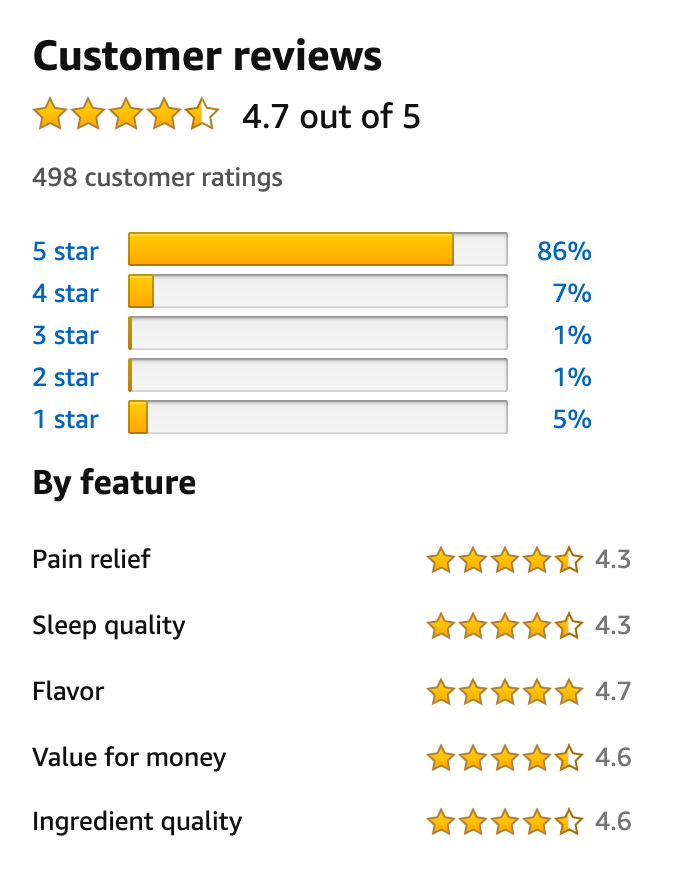 Customer reviews
4.7 out of 5
498 customer ratings
5 star 86%
4 star 7%
3 star 1%
2 star 1%
1 star 5%
By feature
Pain relief 4.3
Sleep quality 4.3
Flavor 4.7
Value for money 4.6
Ingredient quality 4.6